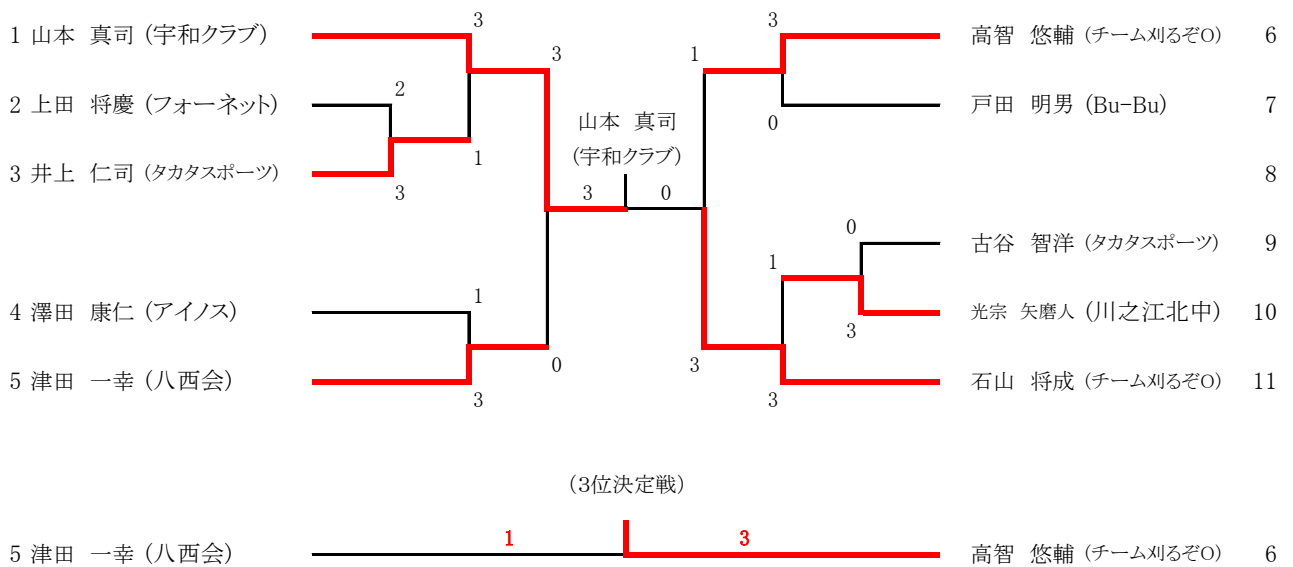 3
3
1 山本 真司 (宇和クラブ)
3
1
高智 悠輔 (チーム刈るぞO) 6
2
2 上田 将慶 (フォーネット)
山本 真司
0
戸田 明男 (Bu-Bu) 7
1
(宇和クラブ)
3 井上 仁司 (タカタスポーツ)
8
3
3 0
0
古谷 智洋 (タカタスポーツ) 9
1
1
4 澤田 康仁 (アイノス)
光宗 矢磨人 (川之江北中) 10
3
0
3
5 津田 一幸 (八西会)
石山 将成 (チーム刈るぞO) 11
3
3
(3位決定戦)
1 3
5 津田 一幸 (八西会)
高智 悠輔 (チーム刈るぞO) 6